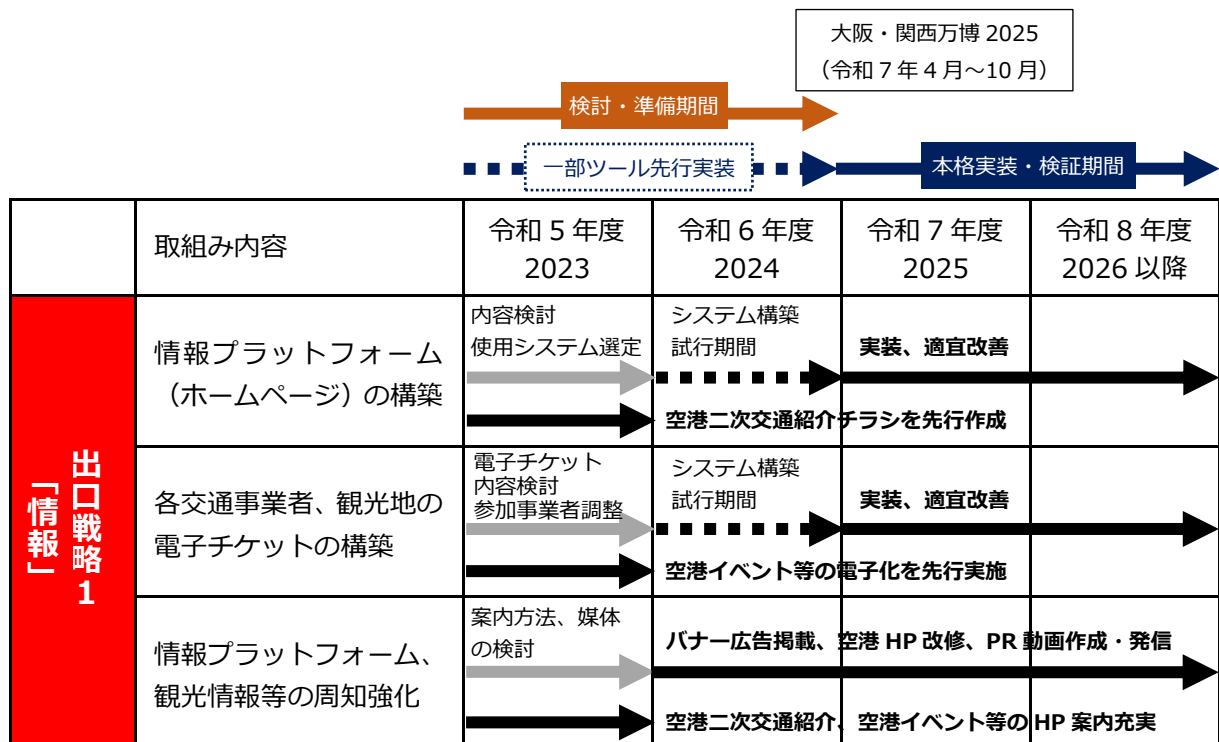 大阪・関西万博 2025
（令和 7 年 4 月～10 月）
検討・準備期間
一部ツール先行実装
本格実装・検証期間
取組み内容
令和 5 年度
2023
令和 6 年度
2024
令和 7 年度
2025
令和 8 年度
2026 以降
出口戦略1
「情報」
情報プラットフォーム
（ホームページ）の構築
内容検討
使用システム選定
システム構築
試行期間
実装、適宜改善
空港二次交通紹介チラシを先行作成
各交通事業者、観光地の
電子チケットの構築
電子チケット
内容検討
参加事業者調整
システム構築
試行期間
実装、適宜改善
空港イベント等の電子化を先行実施
情報プラットフォーム、
観光情報等の周知強化
案内方法、媒体
の検討
バナー広告掲載、空港 HP 改修、PR 動画作成・発信
空港二次交通紹介、空港イベント等の HP 案内充実